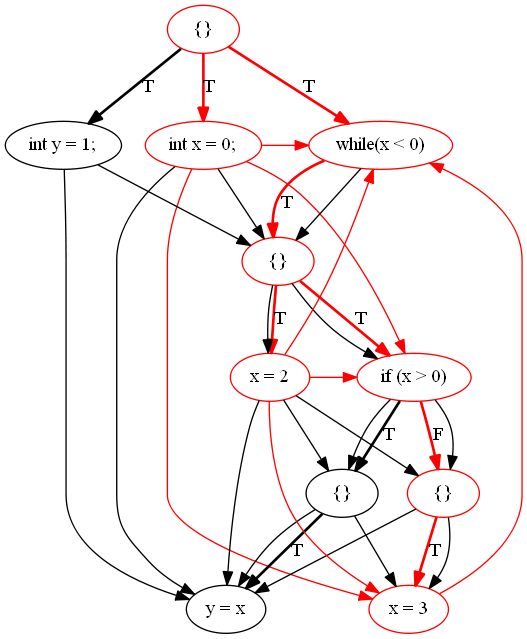 {}
T
T
T
int y = 1;
int x = 0;
while(x < 0)
T
{}
T
T
x = 2
if (x > 0)
T
F
{}
{}
T
T
y = x
x = 3